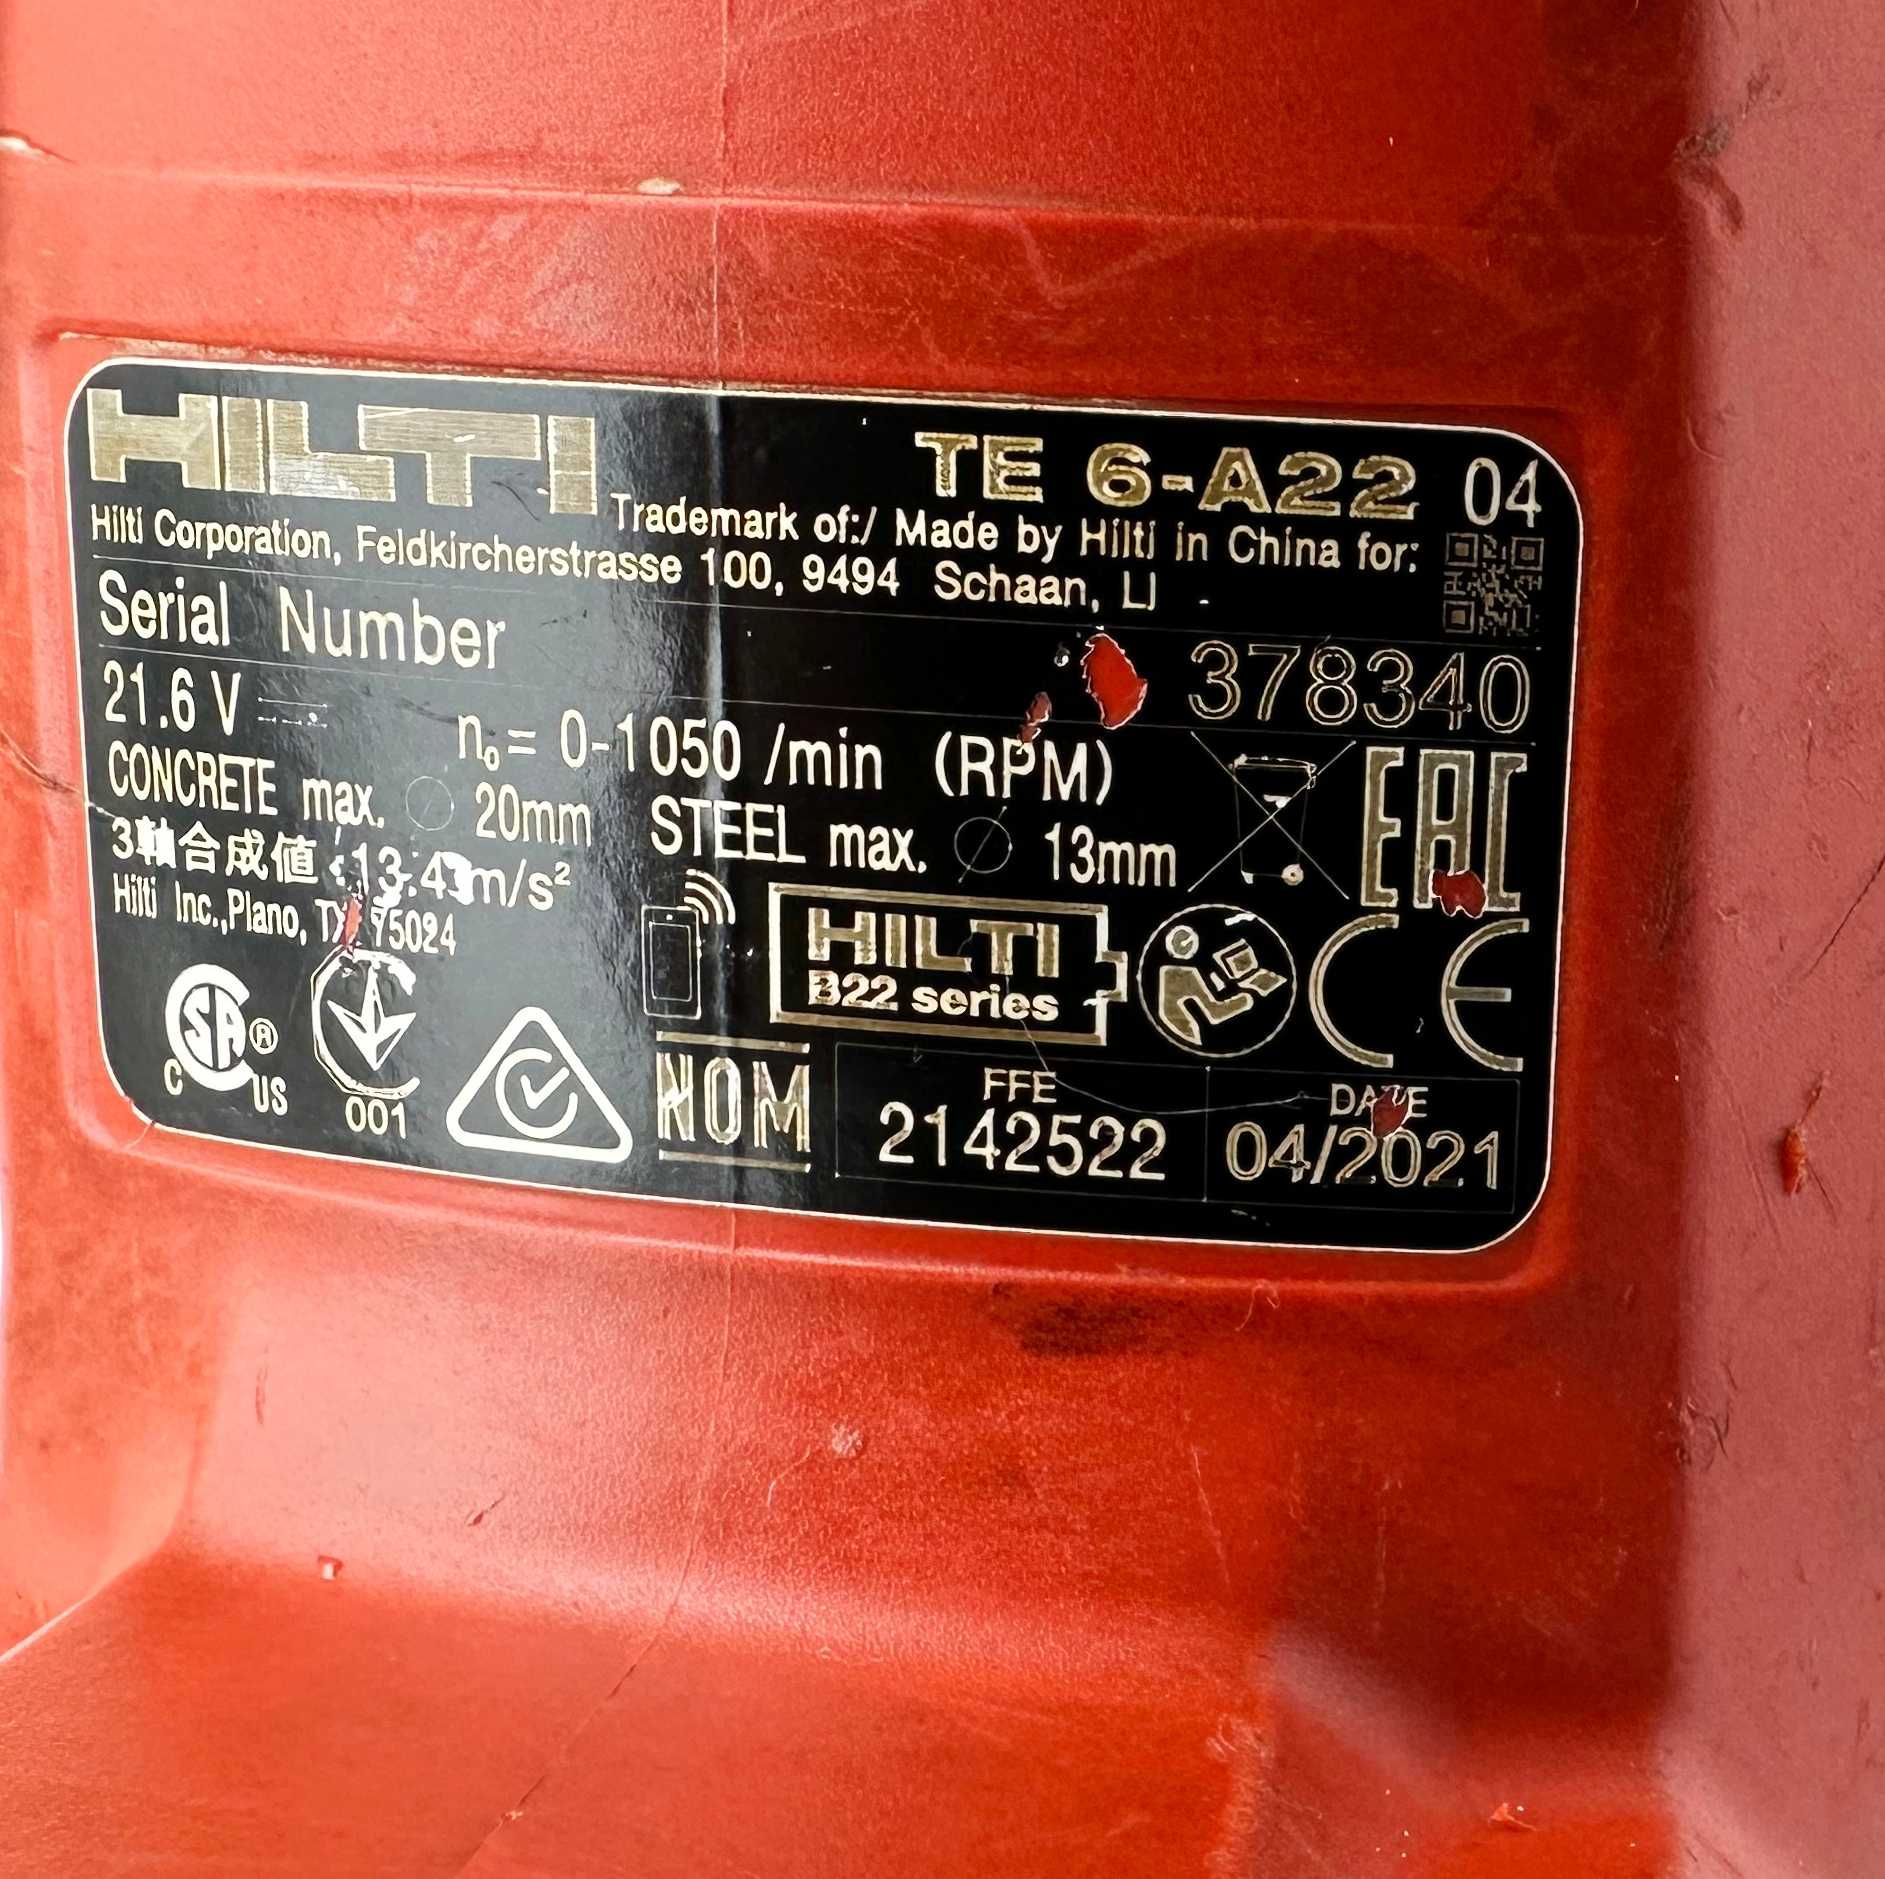 HILTI TE 6-A22 04
Trademark of:/ Made by Hilti in China for:
Hilti Corporation, Feldkircherstrasse 100, 9494 Schaan, LI
Serial Number 378340
21.6 V n₀= 0-1050 /min (RPM)
CONCRETE max. ∅ 20mm STEEL max. ∅ 13mm
3軸合成値 : m/s²
Hilti Inc.,Plano, TX 75024
EAC
HILTI
B22 series
CE
CSA® C US
001
NOM
FFE
2142522
DATE
04/2021